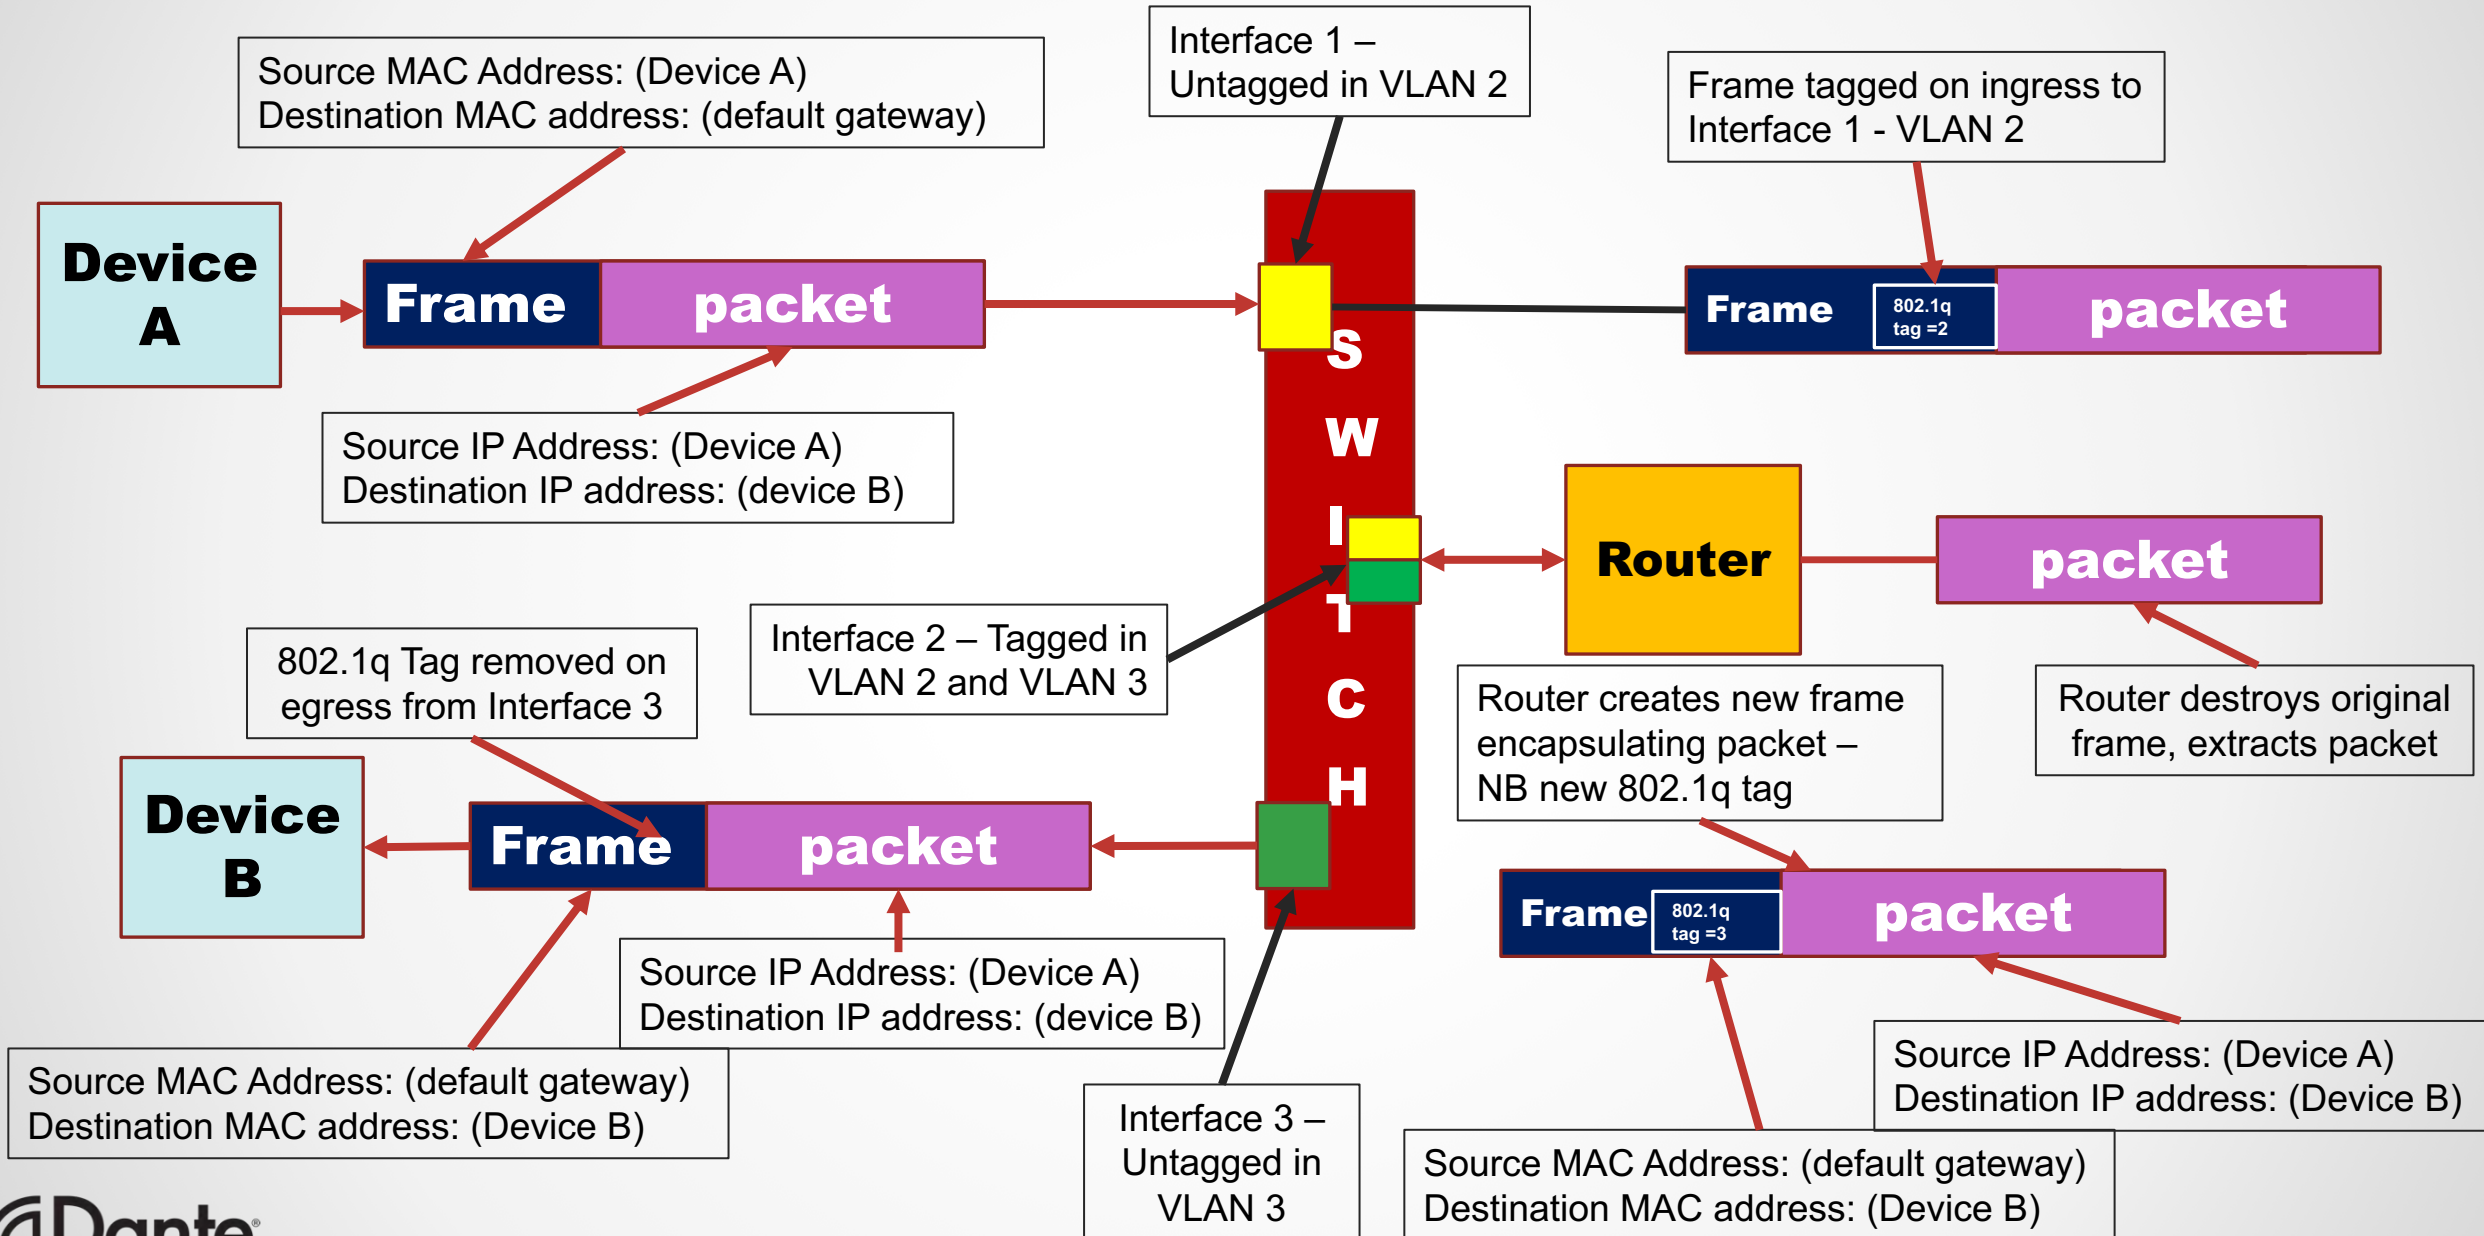 Source MAC Address: (Device A)
Destination MAC address: (default gateway)
Interface 1 –
Untagged in VLAN 2
Frame tagged on ingress to
Interface 1 - VLAN 2
Device
A
Frame
packet
Frame
802.1q
tag =2
packet
Source IP Address: (Device A)
Destination IP address: (device B)
S
W
I
T
C
H
Router
packet
Interface 2 – Tagged in
VLAN 2 and VLAN 3
802.1q Tag removed on
egress from Interface 3
Router creates new frame
encapsulating packet –
NB new 802.1q tag
Router destroys original
frame, extracts packet
Device
B
Frame
packet
Frame
802.1q
tag =3
packet
Source IP Address: (Device A)
Destination IP address: (device B)
Source MAC Address: (default gateway)
Destination MAC address: (Device B)
Interface 3 –
Untagged in
VLAN 3
Source IP Address: (Device A)
Destination IP address: (Device B)
Source MAC Address: (default gateway)
Destination MAC address: (Device B)
Dante®